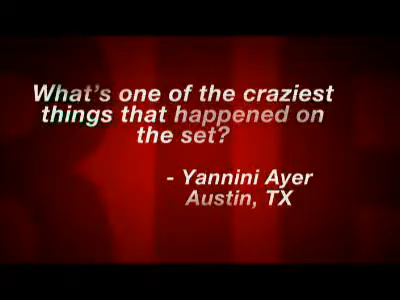 What's one of the craziest
things that happened on
the set?
- Yannini Ayer
Austin, TX